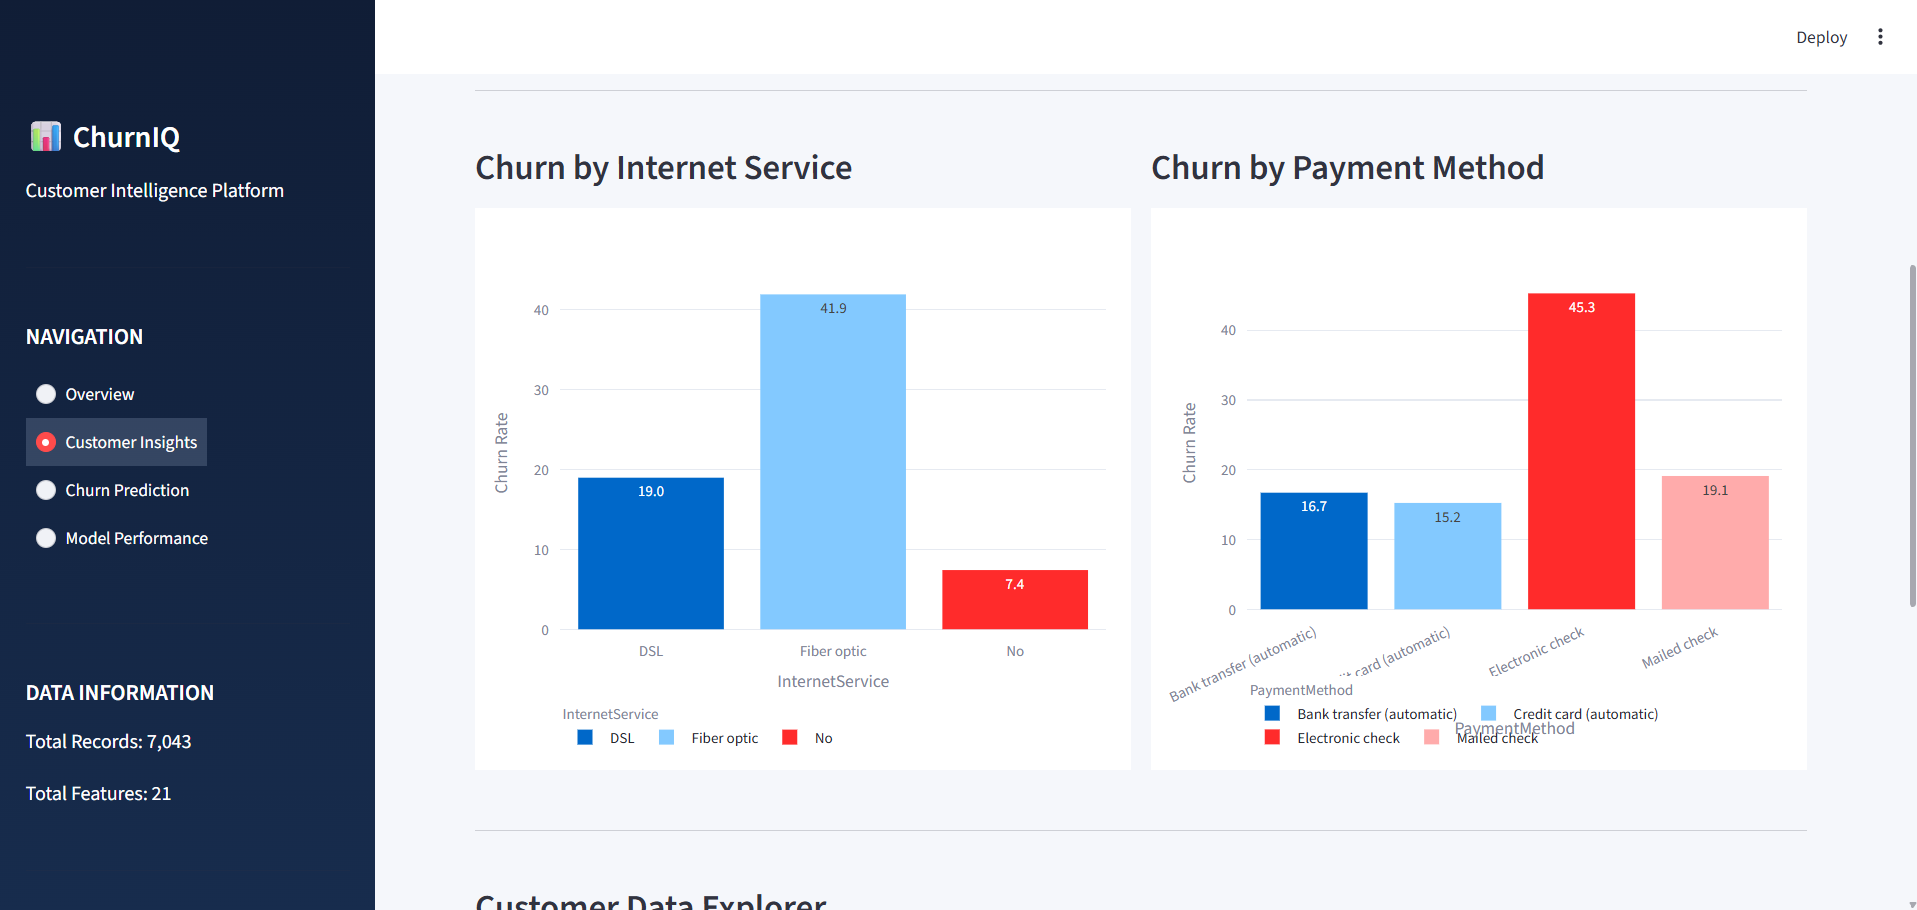 Deploy
ChurnIQ
Customer Intelligence Platform
NAVIGATION
Overview
Customer Insights
Churn Prediction
Model Performance
DATA INFORMATION
Total Records: 7,043
Total Features: 21
Churn by Internet Service
Churn Rate
40
30
20
10
0
19.0
41.9
7.4
DSL
Fiber optic
No
InternetService
InternetService
DSL
Fiber optic
No
Churn by Payment Method
Churn Rate
40
30
20
10
0
16.7
15.2
45.3
19.1
Bank transfer (automatic)
card (automatic)
Electronic check
Mailed check
PaymentMethod
Bank transfer (automatic)
Credit card (automatic)
PaymentMethod
Electronic check
Mailed check
Customer Data Explorer